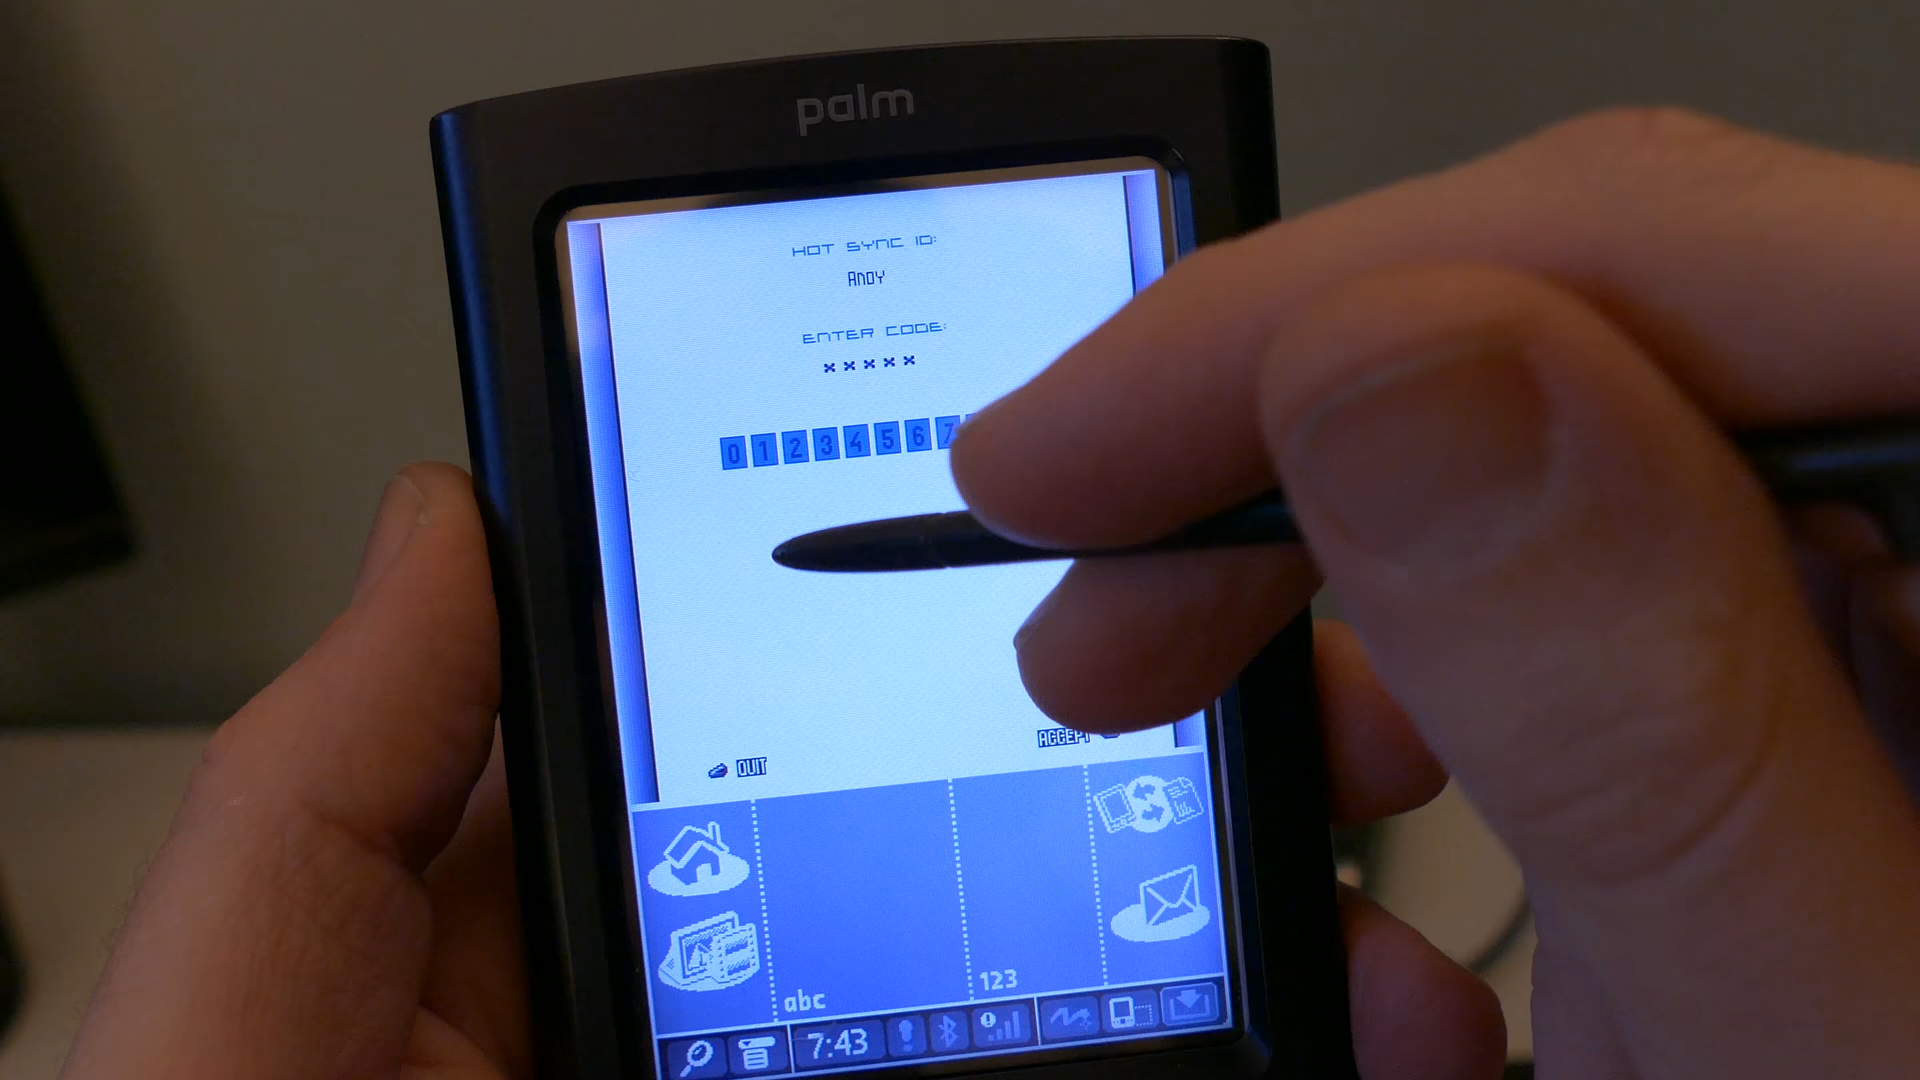 palm
HOT SYNC ID:
ANDY
ENTER CODE:
×××××
0 1 2 3 4 5 6 7
ACCEPT
QUIT
abc
123
7:43